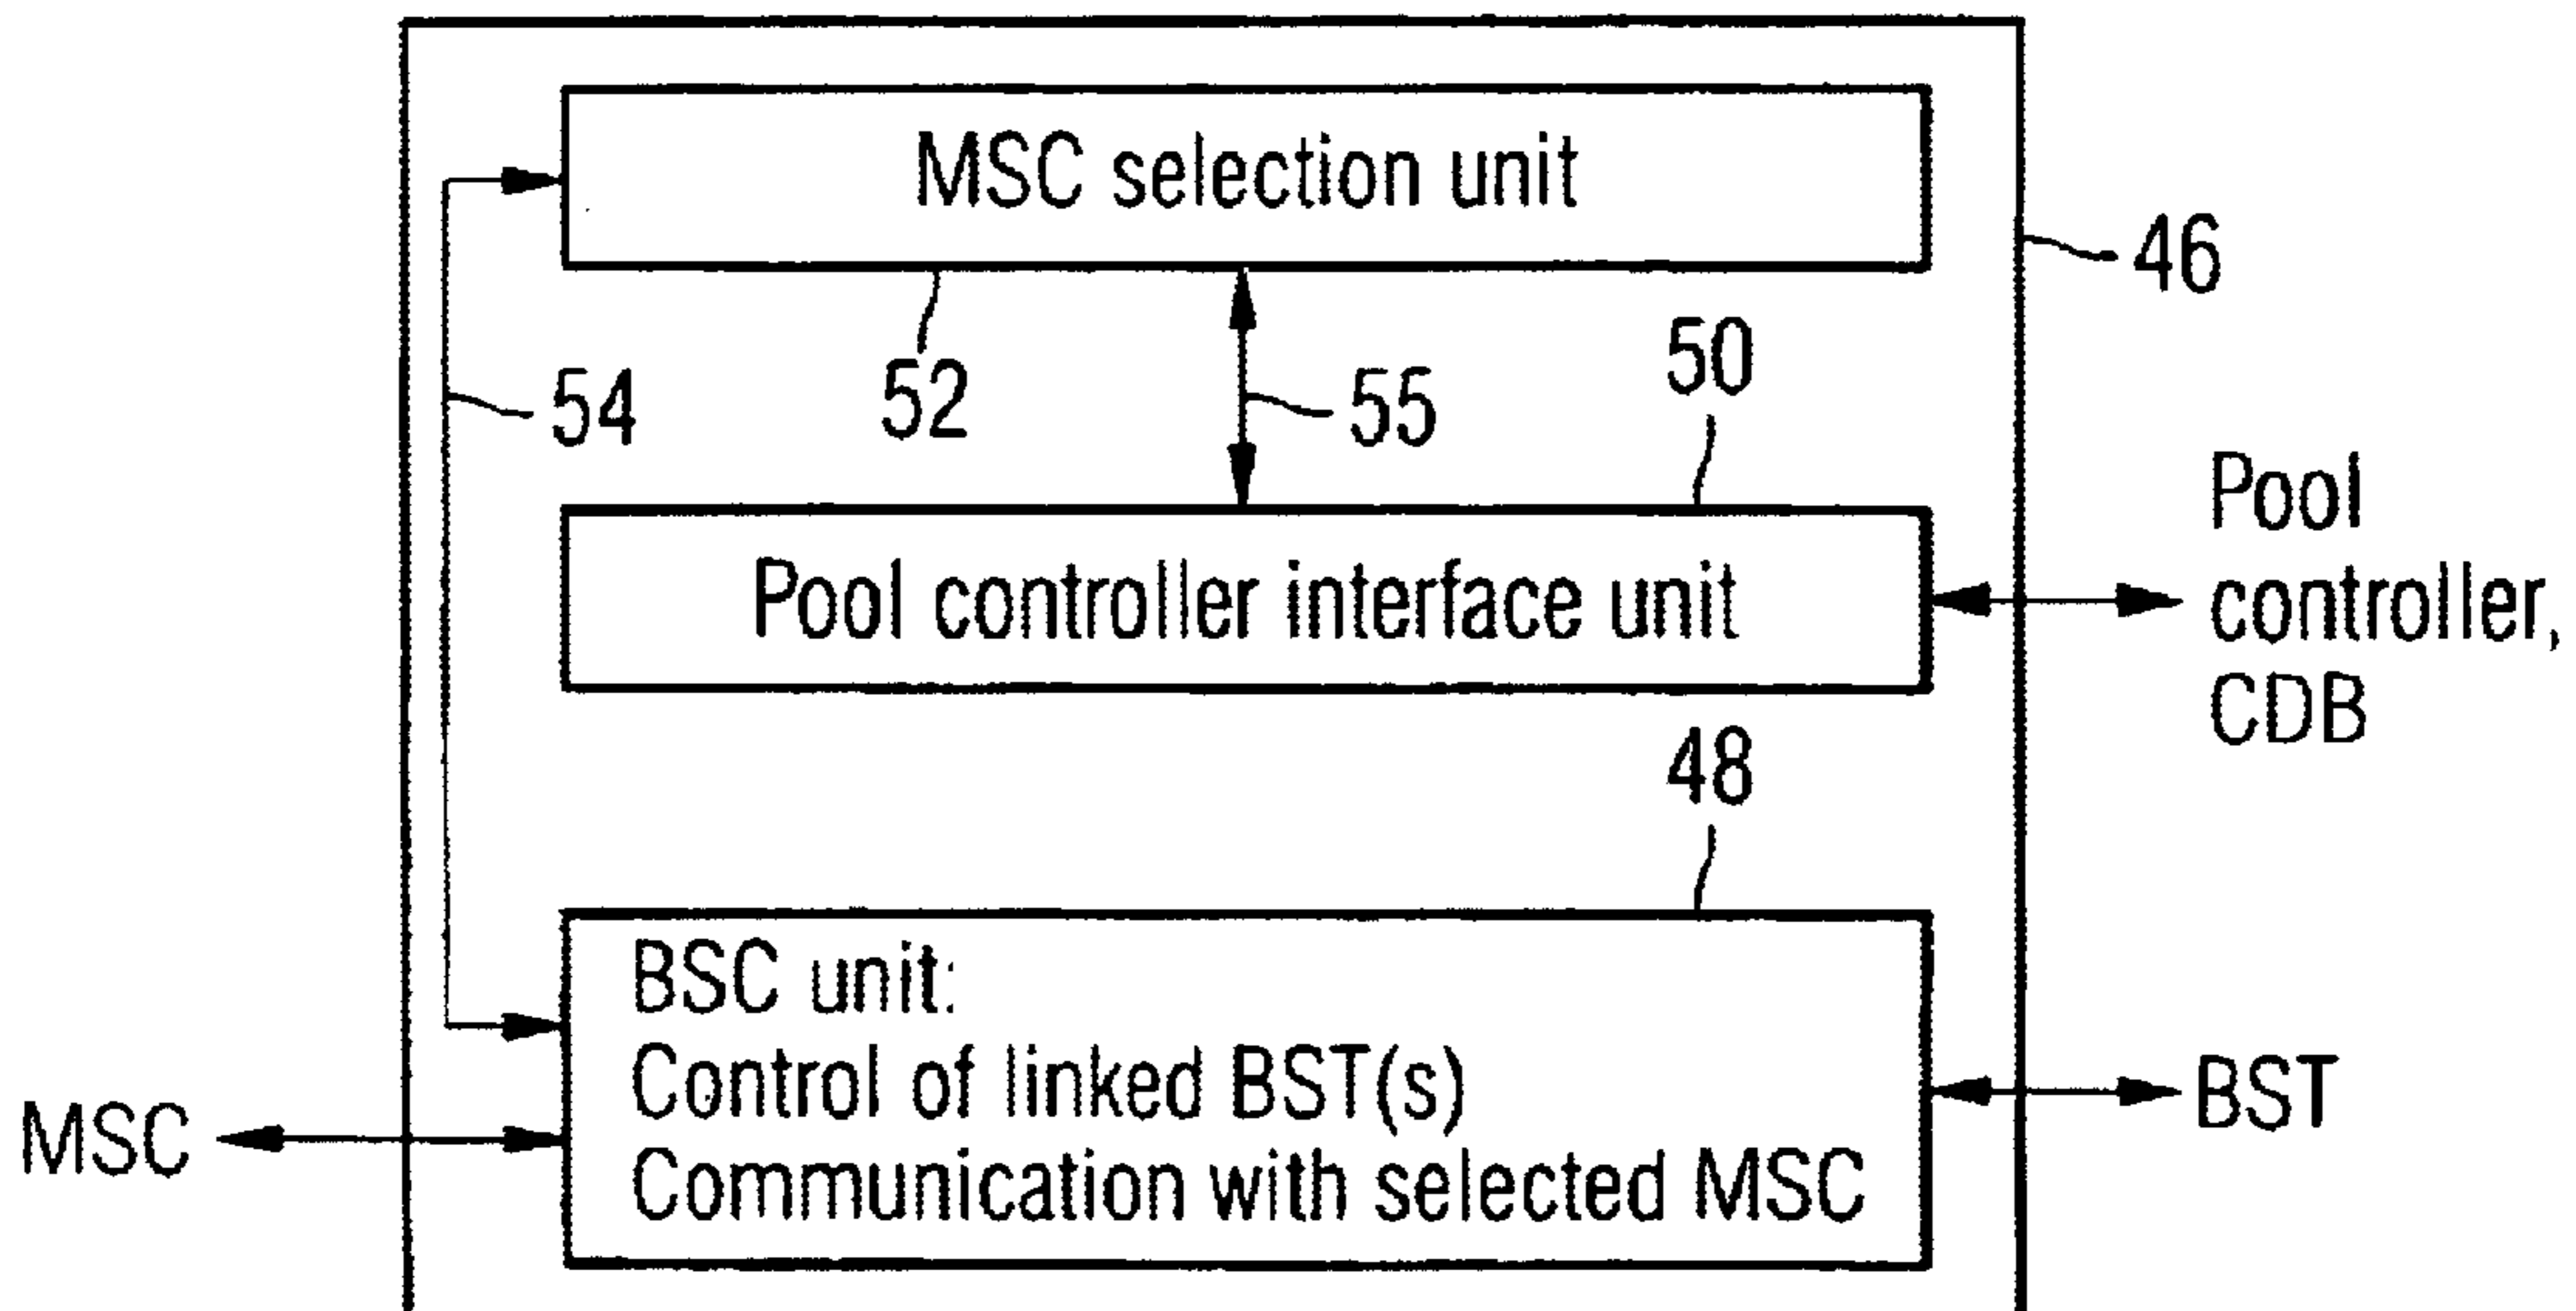 MSC selection unit
46
54
52
55
50
Pool controller interface unit
Pool
controller,
CDB
48
BSC unit:
Control of linked BST(s)
Communication with selected MSC
MSC
BST